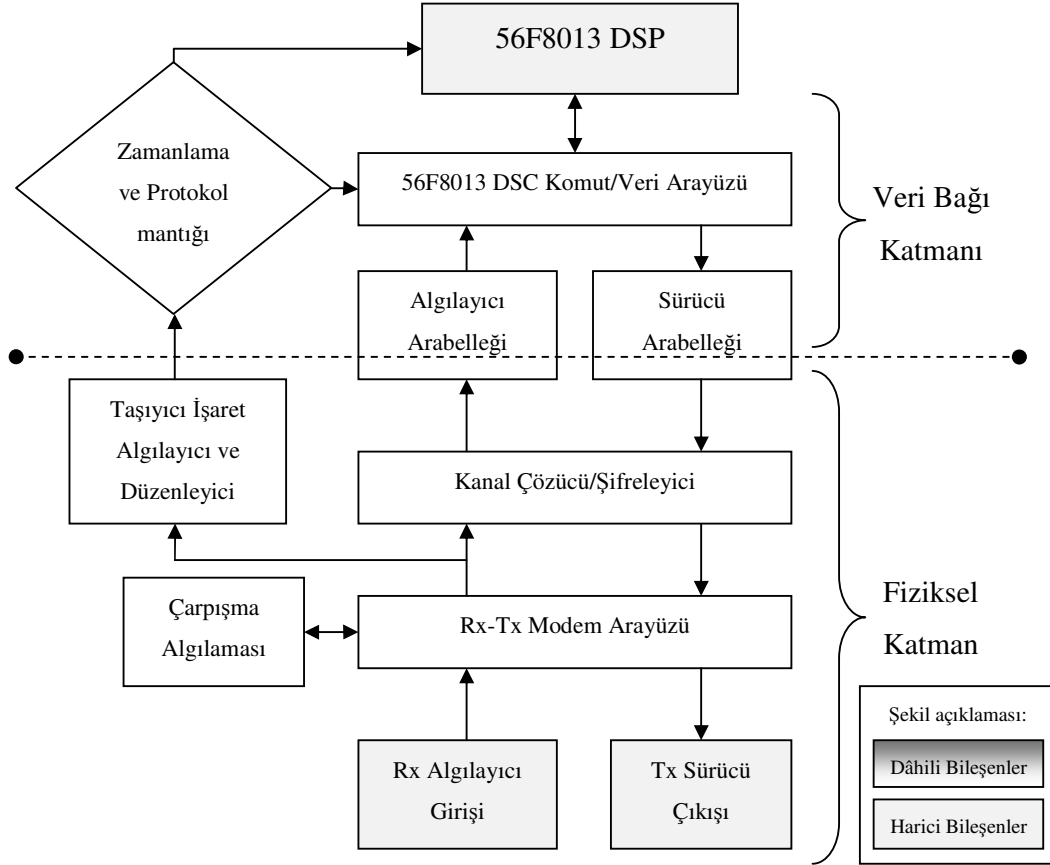 56F8013 DSP
Zamanlama
ve Protokol
mantığı
56F8013 DSC Komut/Veri Arayüzü
Veri Bağı
Katmanı
Algılayıcı
Arabelleği
Sürücü
Arabelleği
Taşıyıcı İşaret
Algılayıcı ve
Düzenleyici
Kanal Çözücü/Şifreleyici
Çarpışma
Algılaması
Rx-Tx Modem Arayüzü
Fiziksel
Katman
Rx Algılayıcı
Girişi
Tx Sürücü
Çıkışı
Şekil açıklaması:
Dâhili Bileşenler
Harici Bileşenler